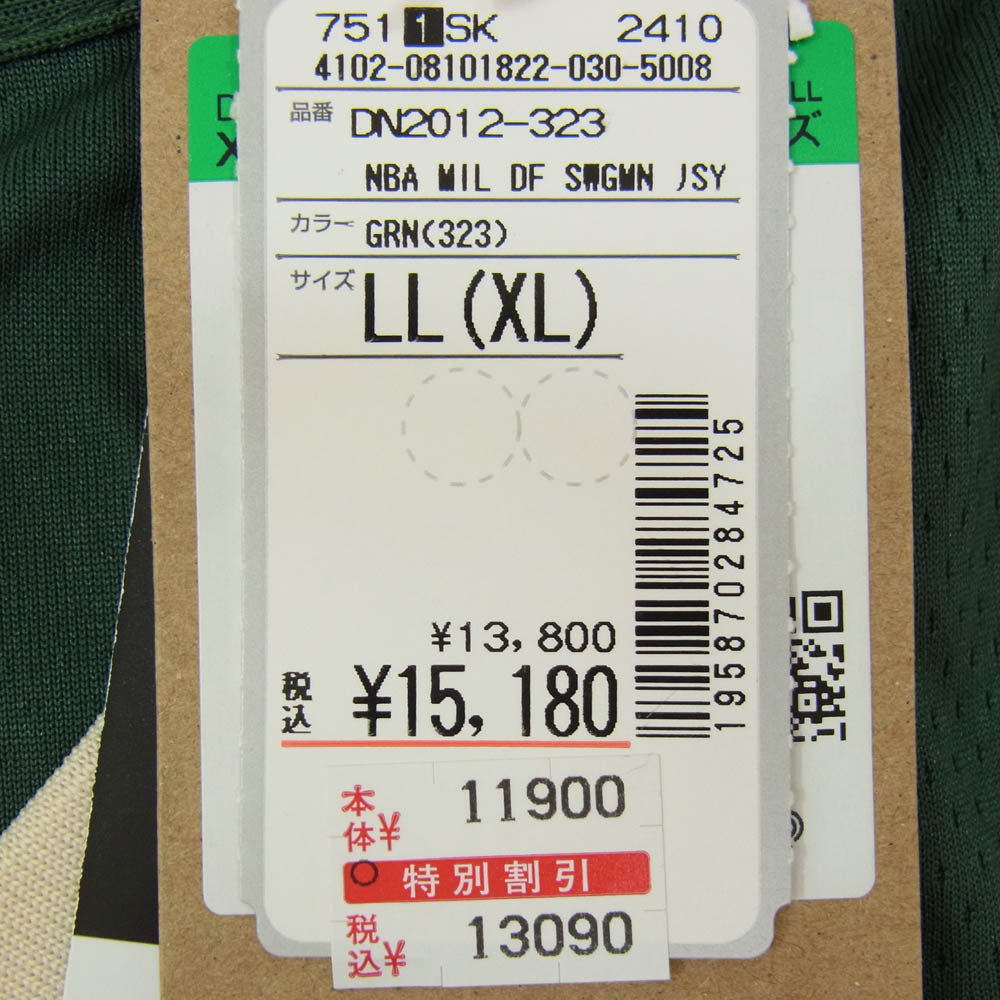 751 1 SK 2410
4102-08101822-030-5008
品番 DN2012-323
NBA MIL DF SWGMN JSY
カラー GRN(323)
サイズ LL(XL)
195870284725
¥13,800
税込 ¥15,180
本体¥ 11900
特別割引
税込¥ 13090
LL
ズ